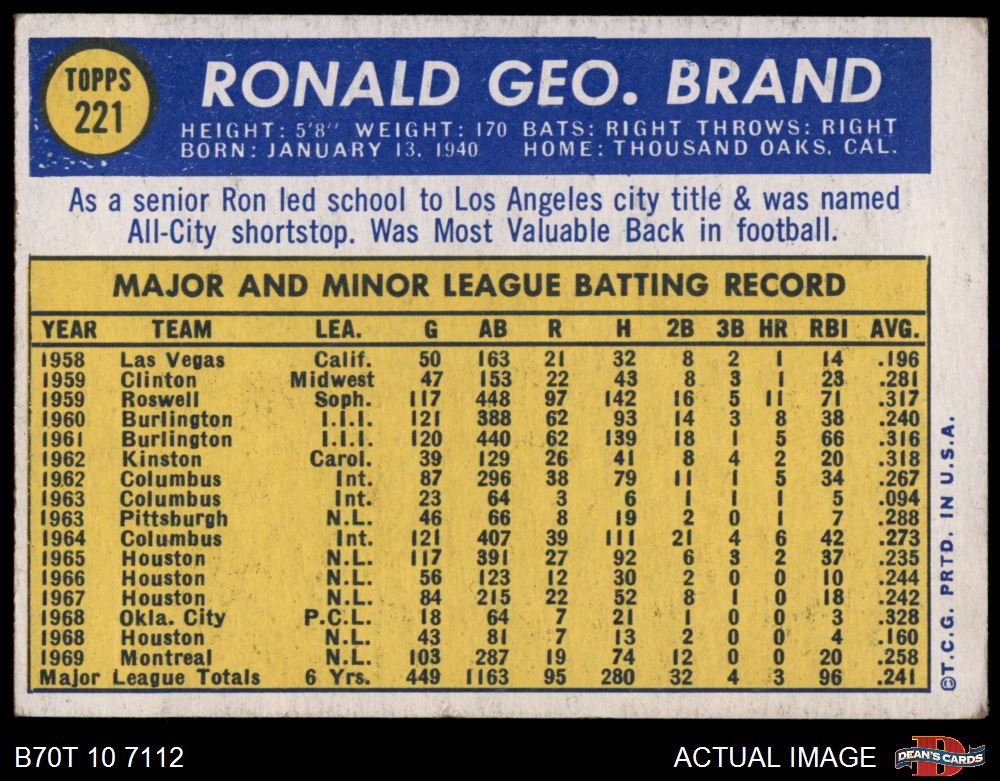 TOPPS
221
RONALD GEO. BRAND
HEIGHT: 5'8" WEIGHT: 170 BATS: RIGHT THROWS: RIGHT
BORN: JANUARY 13, 1940 HOME: THOUSAND OAKS, CAL.
As a senior Ron led school to Los Angeles city title & was named
All-City shortstop. Was Most Valuable Back in football.
MAJOR AND MINOR LEAGUE BATTING RECORD
YEAR TEAM LEA. G AB R H 2B 3B HR RBI AVG.
1958 Las Vegas Calif. 50 163 21 32 8 2 1 14 .196
1959 Clinton Midwest 47 153 22 43 8 3 1 23 .281
1959 Roswell Soph. 117 448 97 142 16 5 11 71 .317
1960 Burlington I.I.I. 121 388 62 93 14 3 8 38 .240
1961 Burlington I.I.I. 120 440 62 139 18 1 5 66 .316
1962 Kinston Carol. 39 129 26 41 8 4 2 20 .318
1962 Columbus Int. 87 296 38 79 11 1 5 34 .267
1963 Columbus Int. 23 64 3 6 1 1 1 5 .094
1963 Pittsburgh N.L. 46 66 8 19 2 0 1 7 .288
1964 Columbus Int. 121 407 39 111 21 4 6 42 .273
1965 Houston N.L. 117 391 27 92 6 3 2 37 .235
1966 Houston N.L. 56 123 12 30 2 0 0 10 .244
1967 Houston N.L. 84 215 22 52 8 1 0 18 .242
1968 Okla. City P.C.L. 18 64 7 21 1 0 0 3 .328
1968 Houston N.L. 43 81 7 13 2 0 0 4 .160
1969 Montreal N.L. 103 287 19 74 12 0 0 20 .258
Major League Totals 6 Yrs. 449 1163 95 280 32 4 3 96 .241
©T.C.G. PRTD. IN U.S.A.
B70T 10 7112
ACTUAL IMAGE
D
DEAN'S CARDS